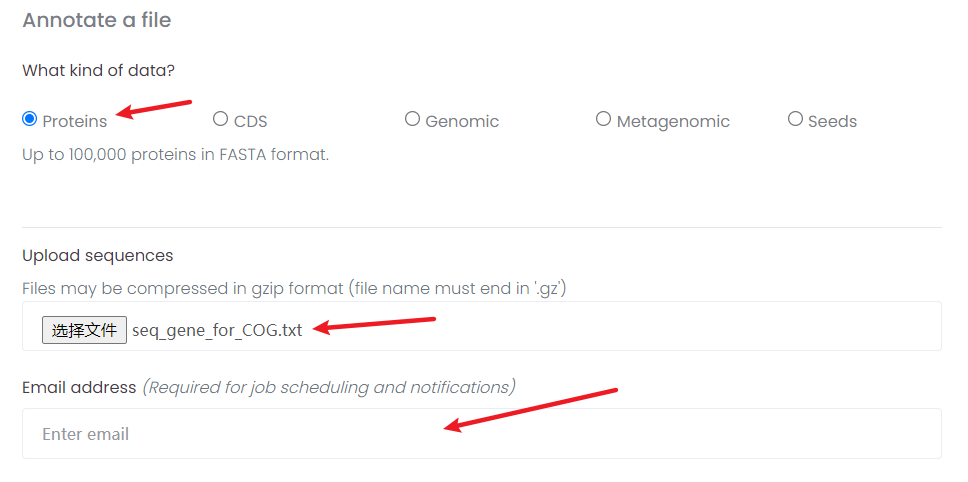 Annotate a file
What kind of data?
Proteins CDS Genomic Metagenomic Seeds
Up to 100,000 proteins in FASTA format.
Upload sequences
Files may be compressed in gzip format (file name must end in '.gz')
选择文件 seq_gene_for_COG.txt
Email address (Required for job scheduling and notifications)
Enter email